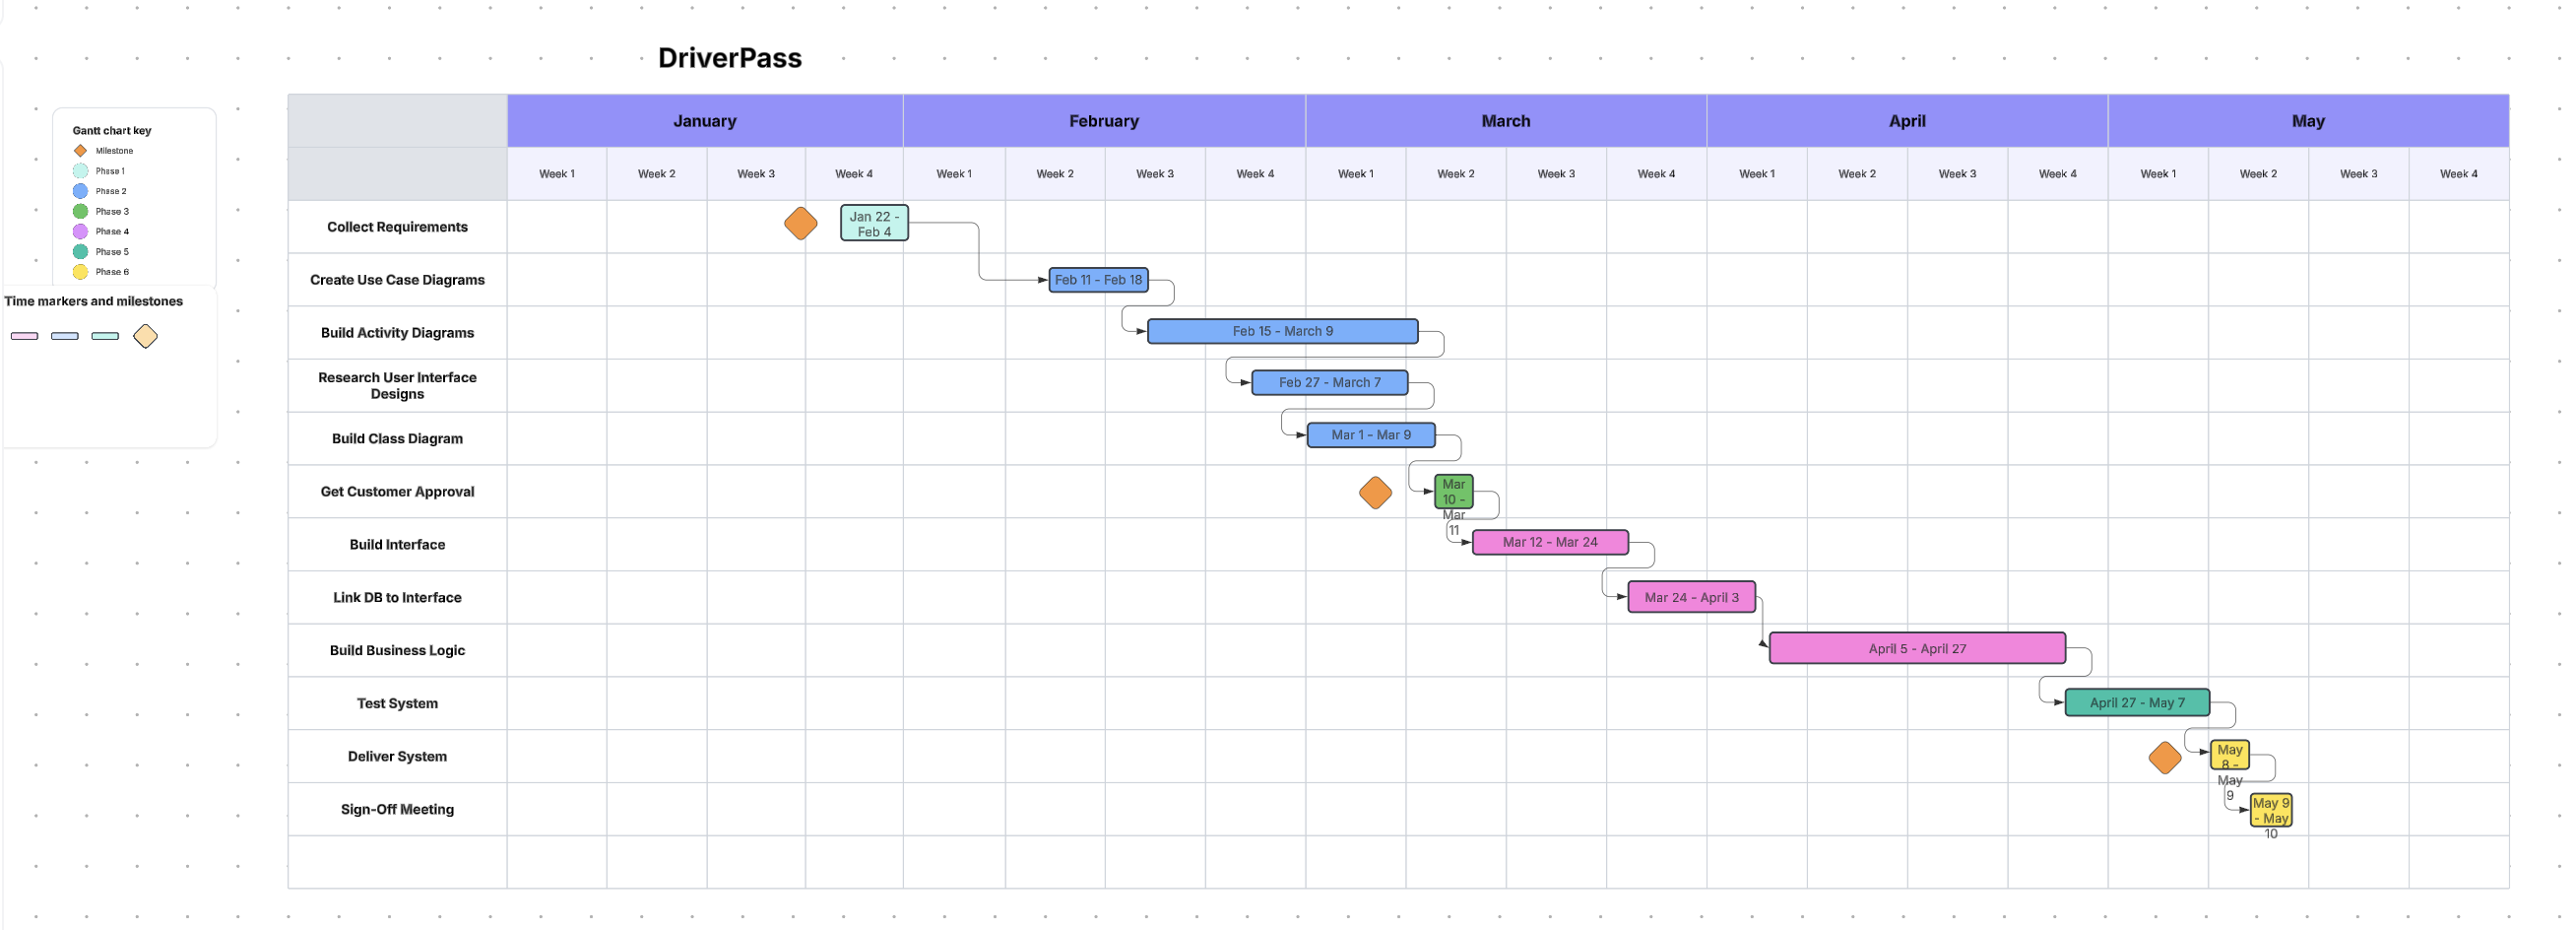 DriverPass
Gantt chart key
Milestone
Phase 1
Phase 2
Phase 3
Phase 4
Phase 5
Phase 6
Time markers and milestones
January February March April May
Week 1 Week 2 Week 3 Week 4 Week 1 Week 2 Week 3 Week 4 Week 1 Week 2 Week 3 Week 4 Week 1 Week 2 Week 3 Week 4 Week 1 Week 2 Week 3 Week 4
Collect Requirements
Jan 22 -
Feb 4
Create Use Case Diagrams
Feb 11 - Feb 18
Build Activity Diagrams
Feb 15 - March 9
Research User Interface
Designs
Feb 27 - March 7
Build Class Diagram
Mar 1 - Mar 9
Get Customer Approval
Mar
10 -
Mar
11
Build Interface
Mar 12 - Mar 24
Link DB to Interface
Mar 24 - April 3
Build Business Logic
April 5 - April 27
Test System
April 27 - May 7
Deliver System
May
8 -
May
9
Sign-Off Meeting
May 9
- May
10